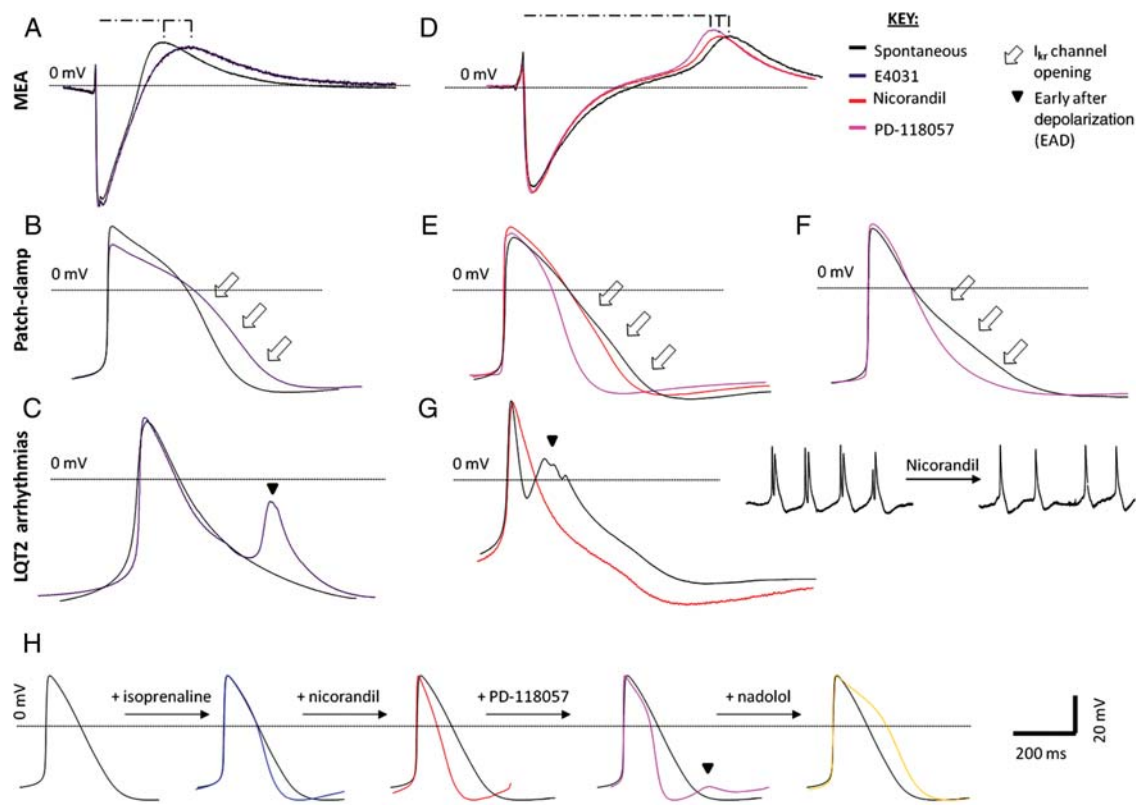 A
D
KEY:
Spontaneous
E4031
Nicorandil
PD-118057
Ikr channel
opening
Early after
depolarization
(EAD)
MEA
0 mV
0 mV
B
E
F
Patch-clamp
0 mV
0 mV
0 mV
C
G
LQT2 arrhythmias
0 mV
0 mV
Nicorandil
H
0 mV
+ isoprenaline
+ nicorandil
+ PD-118057
+ nadolol
20 mV
200 ms